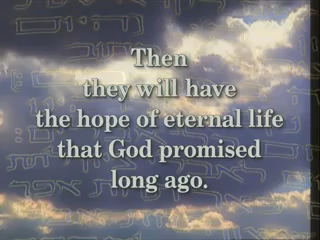 Then
they will have
the hope of eternal life
that God promised
long ago.